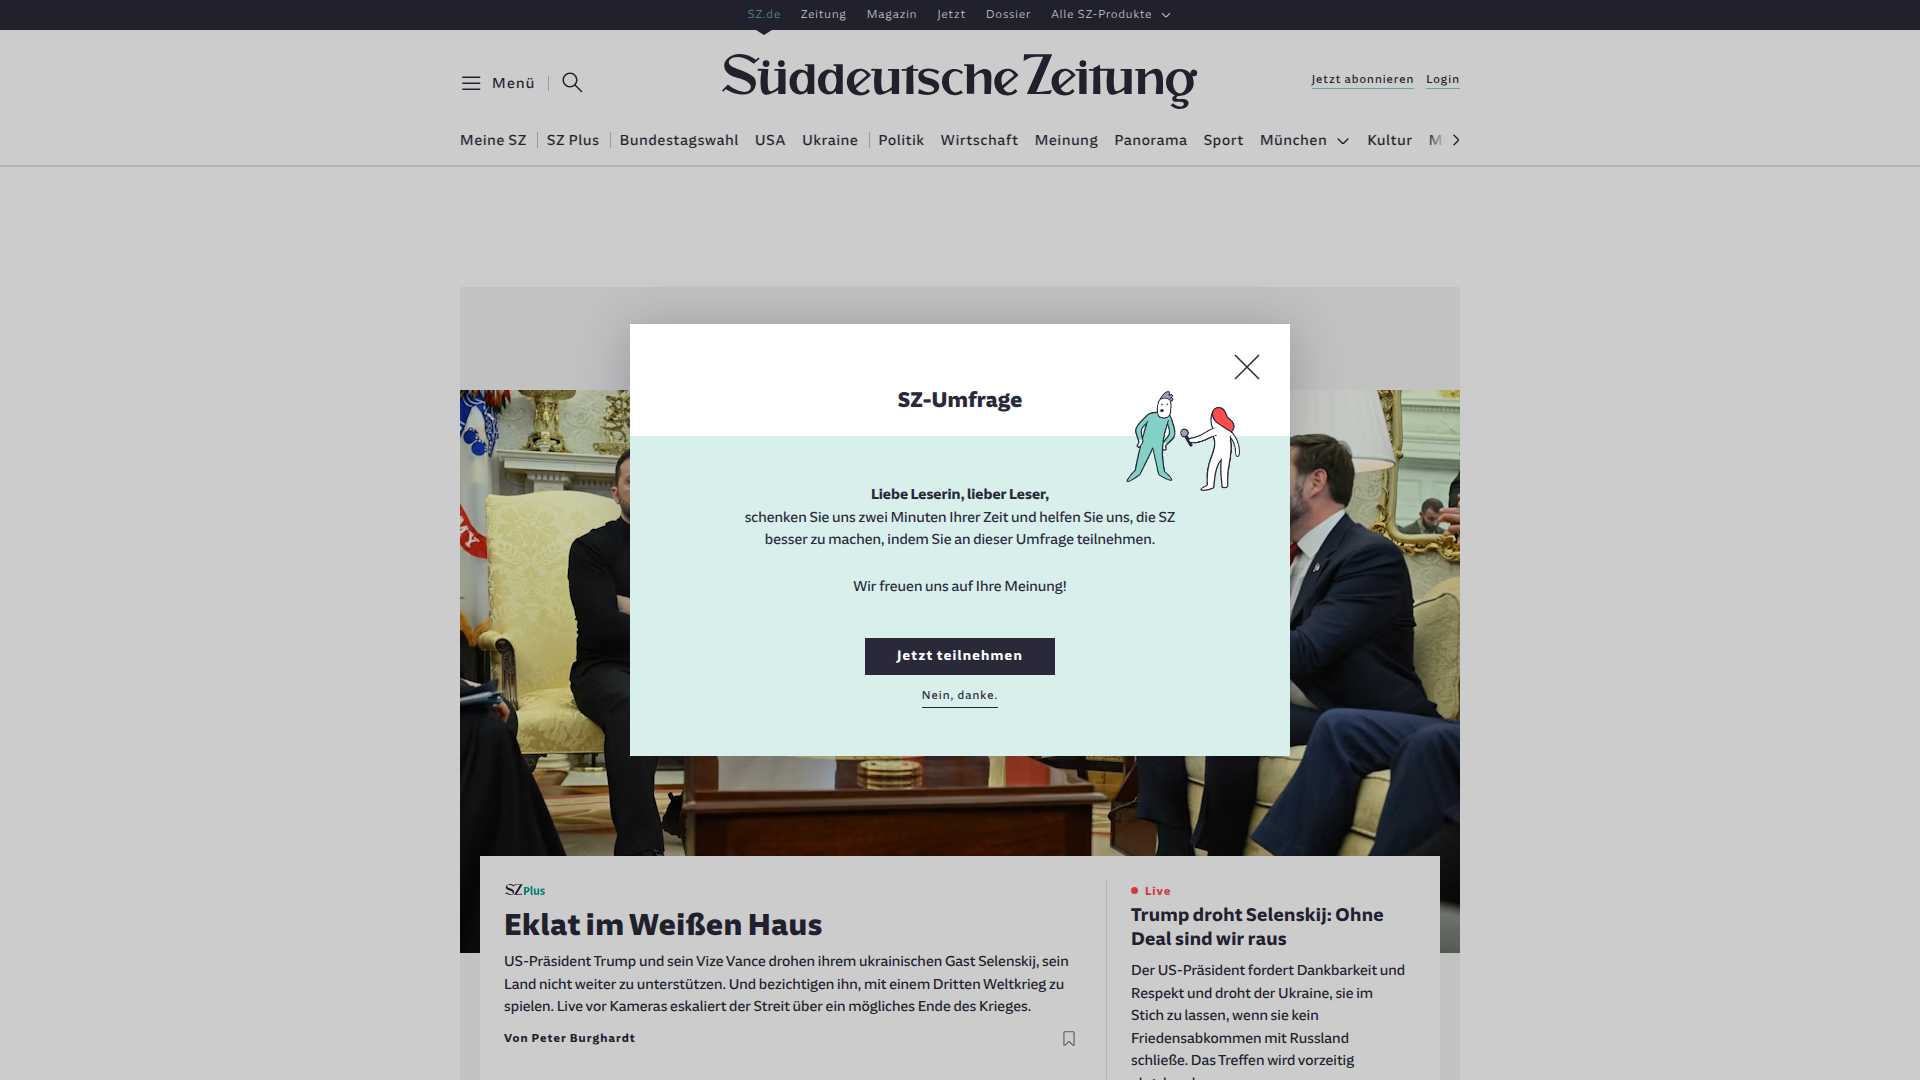 SZ.de Zeitung Magazin Jetzt Dossier Alle SZ-Produkte
Menü
Süddeutsche Zeitung
Jetzt abonnieren Login
Meine SZ SZ Plus Bundestagswahl USA Ukraine Politik Wirtschaft Meinung Panorama Sport München Kultur M
SZ-Umfrage
Liebe Leserin, lieber Leser,
schenken Sie uns zwei Minuten Ihrer Zeit und helfen Sie uns, die SZ
besser zu machen, indem Sie an dieser Umfrage teilnehmen.
Wir freuen uns auf Ihre Meinung!
Jetzt teilnehmen
Nein, danke.
SZ Plus
Eklat im Weißen Haus
US-Präsident Trump und sein Vize Vance drohen ihrem ukrainischen Gast Selenskij, sein
Land nicht weiter zu unterstützen. Und bezichtigen ihn, mit einem Dritten Weltkrieg zu
spielen. Live vor Kameras eskaliert der Streit über ein mögliches Ende des Krieges.
Von Peter Burghardt
Live
Trump droht Selenskij: Ohne
Deal sind wir raus
Der US-Präsident fordert Dankbarkeit und
Respekt und droht der Ukraine, sie im
Stich zu lassen, wenn sie kein
Friedensabkommen mit Russland
schließe. Das Treffen wird vorzeitig